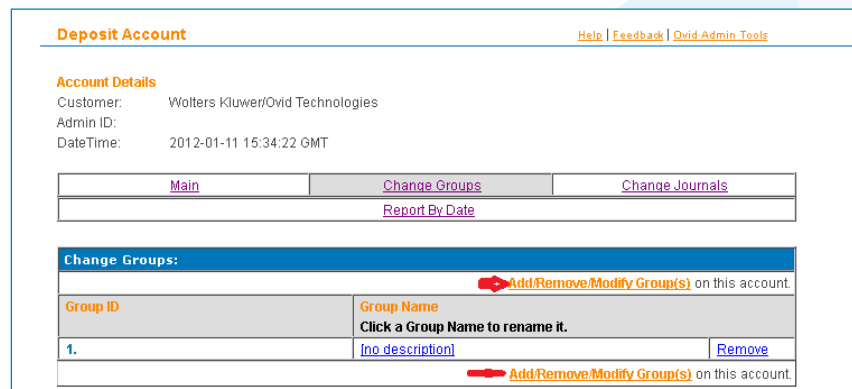 Deposit Account
Help | Feedback | Ovid Admin Tools
Account Details
Customer: Wolters Kluwer/Ovid Technologies
Admin ID:
DateTime: 2012-01-11 15:34:22 GMT
Main Change Groups Change Journals
Report By Date
Change Groups:
Add/Remove/Modify Group(s) on this account.
Group ID Group Name
Click a Group Name to rename it.
1. [no description] Remove
Add/Remove/Modify Group(s) on this account.